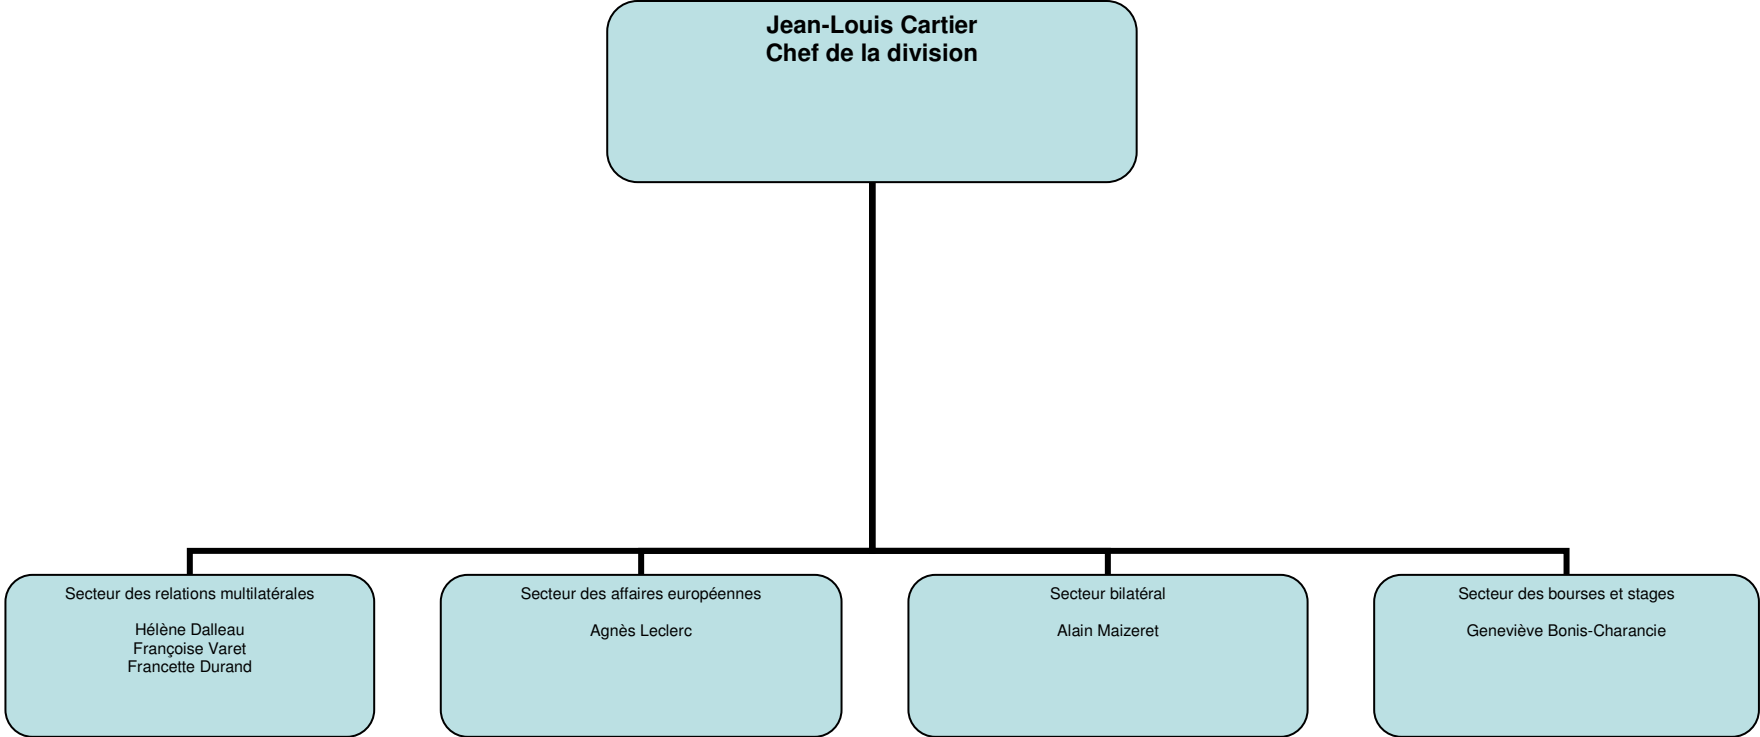 Jean-Louis Cartier
Chef de la division
Secteur des relations multilatérales
Hélène Dalleau
Françoise Varet
Francette Durand
Secteur des affaires européennes
Agnès Leclerc
Secteur bilatéral
Alain Maizeret
Secteur des bourses et stages
Geneviève Bonis-Charancie